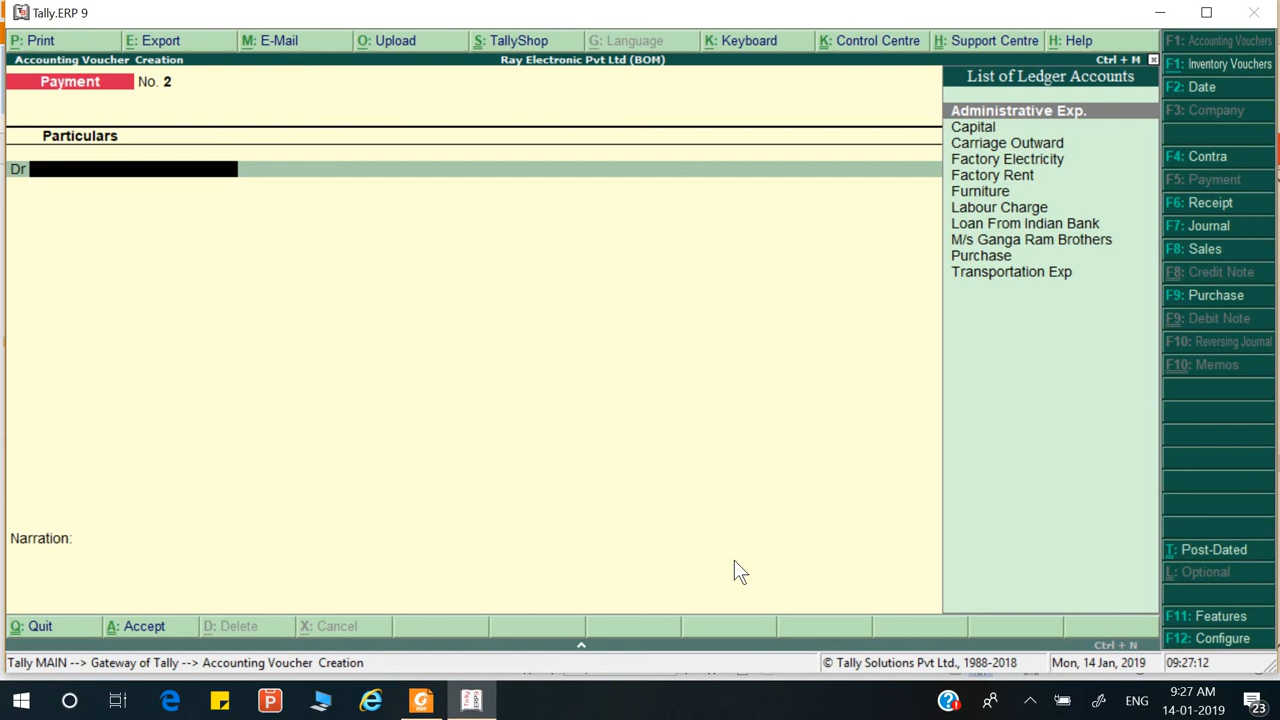 Tally.ERP 9
P: Print
E: Export
M: E-Mail
O: Upload
S: TallyShop
G: Language
K: Keyboard
K: Control Centre
H: Support Centre
H: Help
F1: Accounting Vouchers
Accounting Voucher Creation
Ray Electronic Pvt Ltd (BOM)
Ctrl + M
F1: Inventory Vouchers
Payment No. 2
List of Ledger Accounts
F2: Date
F3: Company
Particulars
Dr
Administrative Exp.
Capital
Carriage Outward
Factory Electricity
Factory Rent
Furniture
Labour Charge
Loan From Indian Bank
M/s Ganga Ram Brothers
Purchase
Transportation Exp
F4: Contra
F5: Payment
F6: Receipt
F7: Journal
F8: Sales
F8: Credit Note
F9: Purchase
F9: Debit Note
F10: Reversing Journal
F10: Memos
Narration:
T: Post-Dated
L: Optional
F11: Features
F12: Configure
Q: Quit
A: Accept
D: Delete
X: Cancel
Ctrl + N
Tally MAIN --> Gateway of Tally --> Accounting Voucher Creation
© Tally Solutions Pvt Ltd., 1988-2018
Mon, 14 Jan, 2019
09:27:12
ENG
9:27 AM
14-01-2019
23